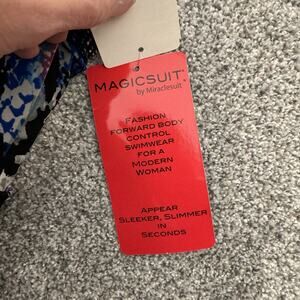 MAGICSUIT®
by Miraclesuit®
FASHION
FORWARD BODY
CONTROL
SWIMWEAR
FOR A
MODERN
WOMAN
APPEAR
SLEEKER, SLIMMER
IN
SECONDS